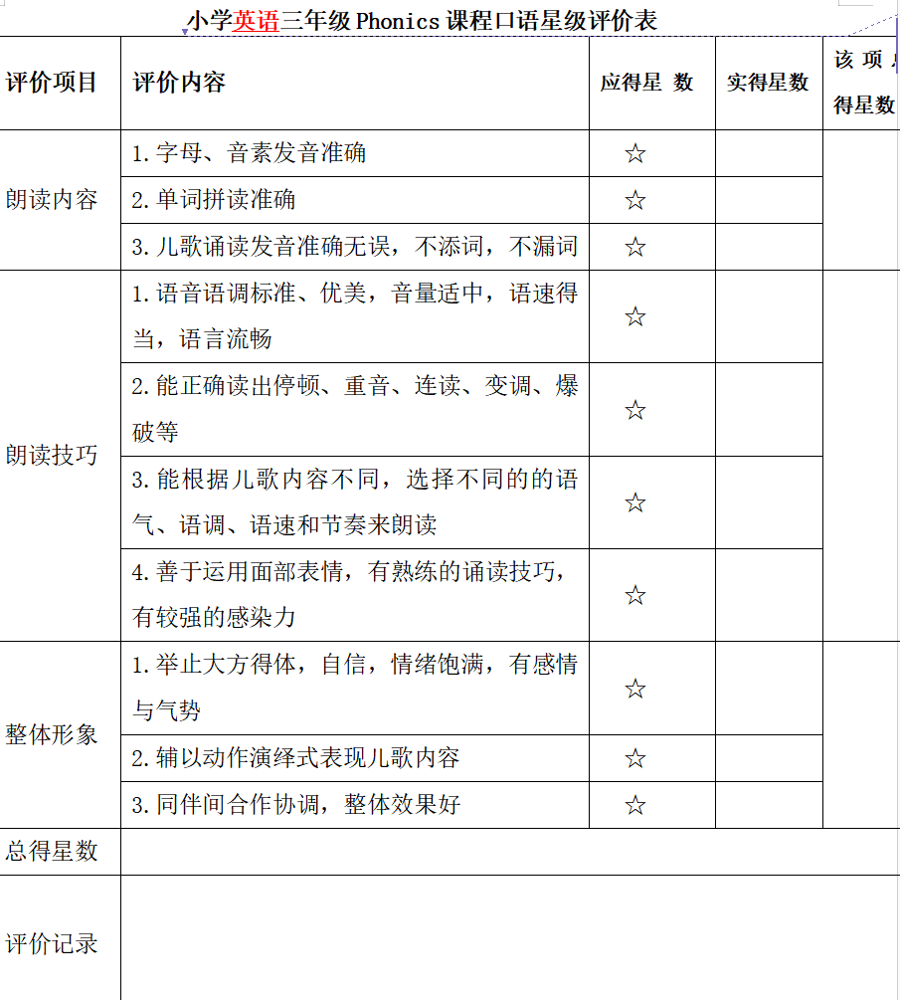 小学英语三年级 Phonics 课程口语星级评价表
评价项目
评价内容
应得星 数
实得星数
该 项
得星数
朗读内容
1.字母、音素发音准确
☆
2.单词拼读准确
☆
3.儿歌诵读发音准确无误，不添词，不漏词
☆
朗读技巧
1.语音语调标准、优美，音量适中，语速得
当，语言流畅
☆
2.能正确读出停顿、重音、连读、变调、爆
破等
☆
3.能根据儿歌内容不同，选择不同的的语
气、语调、语速和节奏来朗读
☆
4.善于运用面部表情，有熟练的诵读技巧，
有较强的感染力
☆
整体形象
1.举止大方得体，自信，情绪饱满，有感情
与气势
☆
2.辅以动作演绎式表现儿歌内容
☆
3.同伴间合作协调，整体效果好
☆
总得星数
评价记录